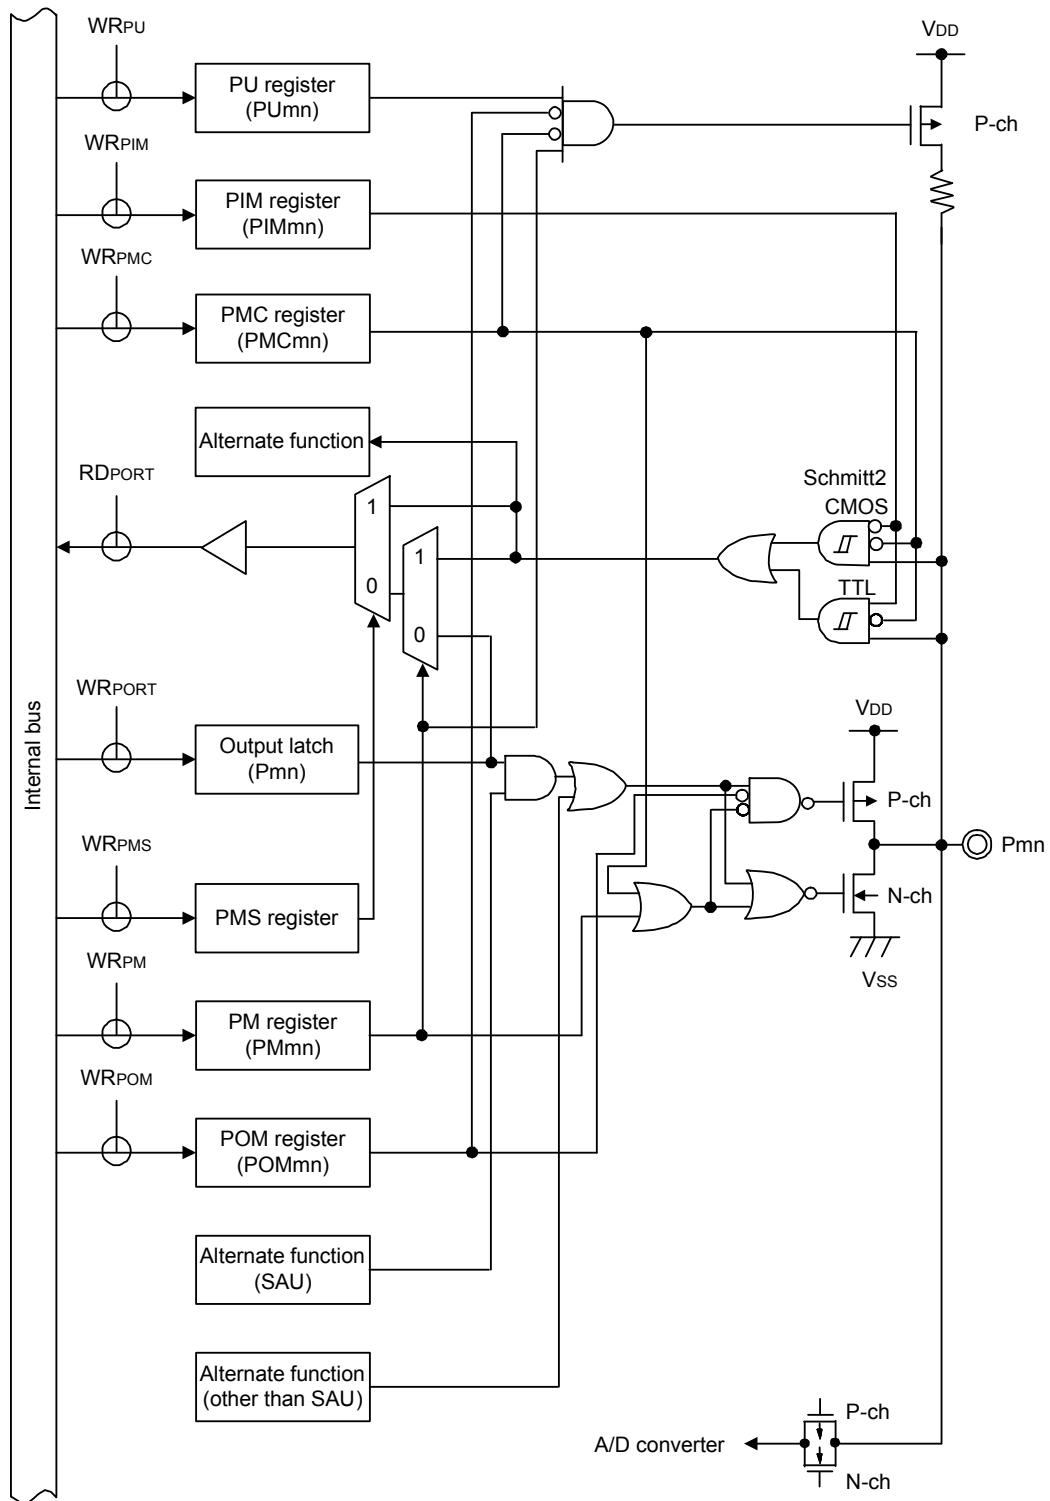 WRPU
PU register
(PUmn)
VDD
P-ch
WRPIM
PIM register
(PIMmn)
WRPMC
PMC register
(PMCmn)
Alternate function
RDPORT
1
0
1
0
Schmitt2
CMOS
TTL
Internal bus
WRPORT
Output latch
(Pmn)
VDD
P-ch
Pmn
N-ch
VSS
WRPMS
PMS register
WRPM
PM register
(PMmn)
WRPOM
POM register
(POMmn)
Alternate function
(SAU)
Alternate function
(other than SAU)
A/D converter
P-ch
N-ch